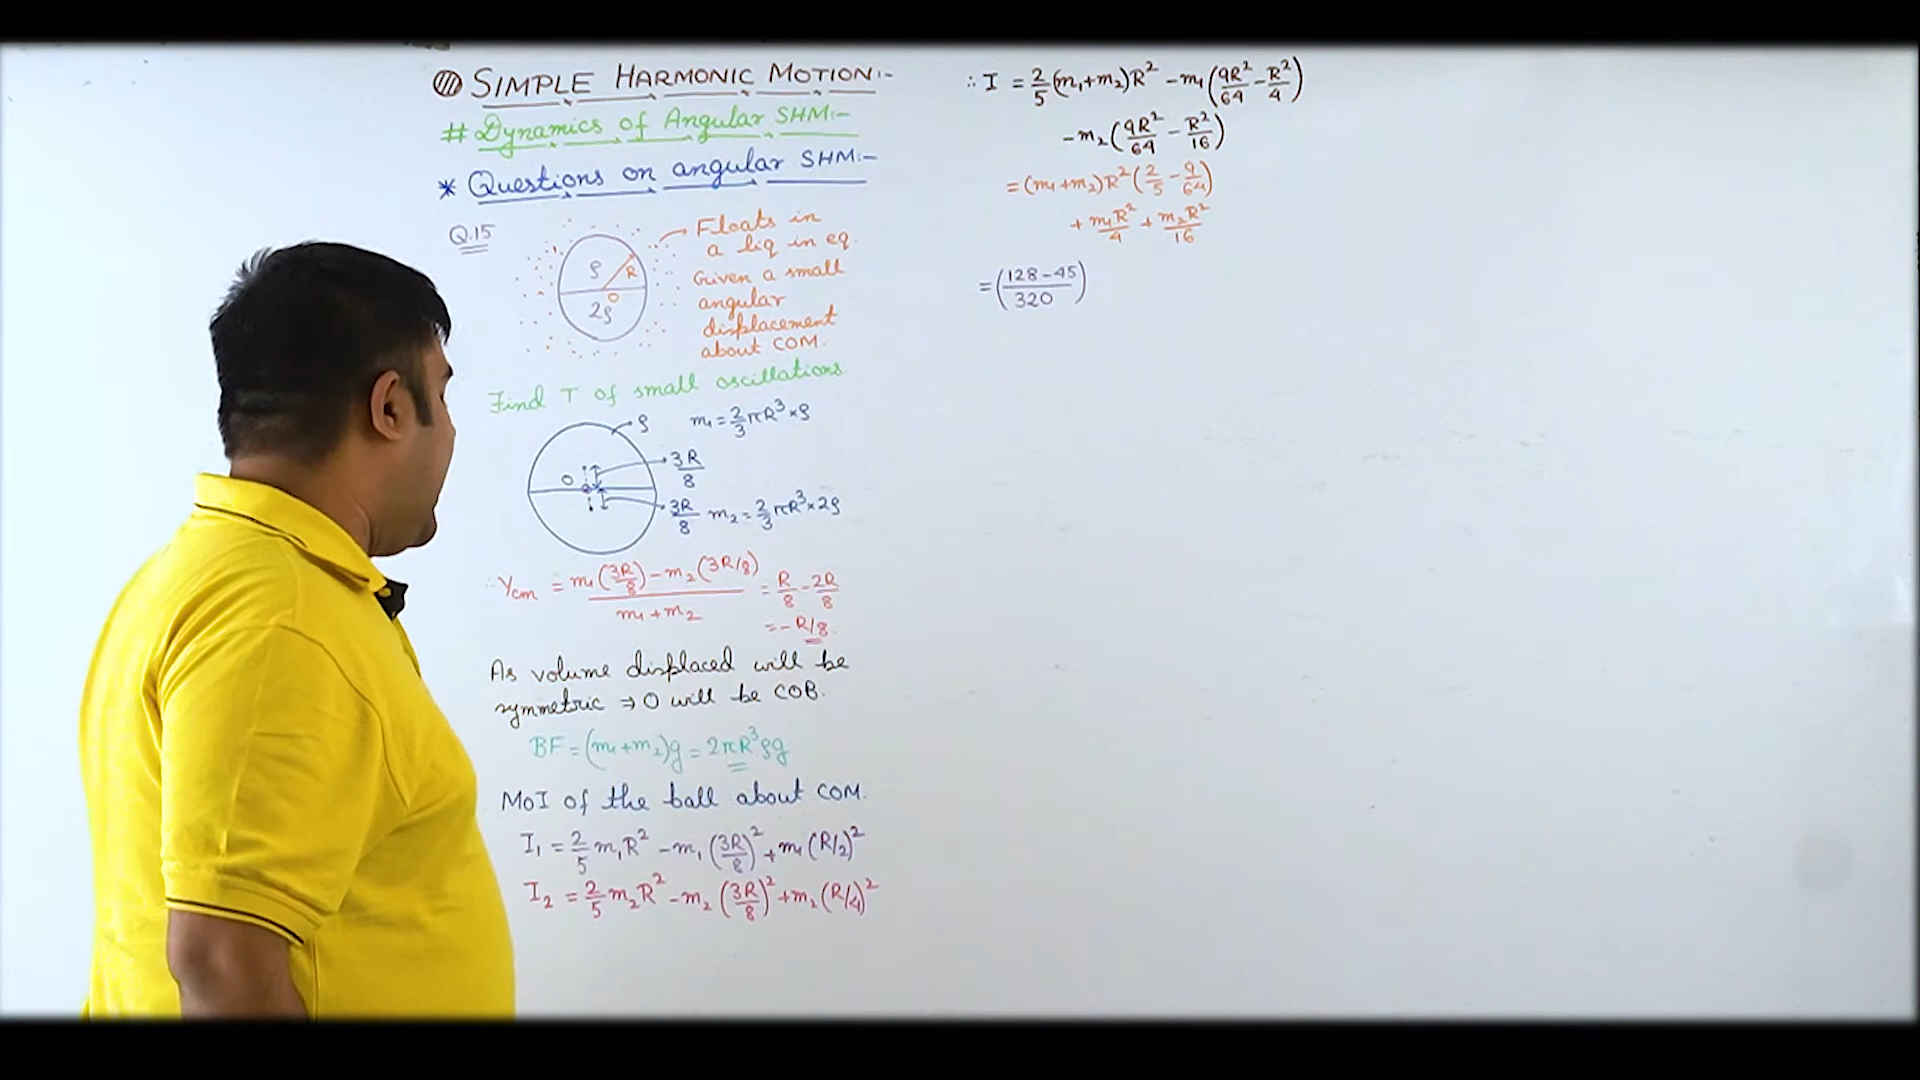 SIMPLE HARMONIC MOTION:-
# Dynamics of Angular SHM:-
* Questions on angular SHM:-
Q.15
ρ
R
O
2ρ
Floats in
a liq in eq.
Given a small
angular
displacement
about COM.
Find T of small oscillations
ρ
m₁ = 2/3 πR³ × ρ
3R/8
O
3R/8
m₂ = 2/3 πR³ × 2ρ
∴ Ycm = (m₁(3R/8) - m₂(3R/8))/(m₁ + m₂) = R/8 - 2R/8
= - R/8.
As volume displaced will be
symmetric ⇒ O will be COB.
BF = (m₁ + m₂)g = 2πR³ρg
MOI of the ball about COM.
I₁ = 2/5 m₁R² - m₁(3R/8)² + m₁(R/2)²
I₂ = 2/5 m₂R² - m₂(3R/8)² + m₂(R/4)²
∴ I = 2/5 (m₁ + m₂)R² - m₁(9R²/64 - R²/4)
- m₂(9R²/64 - R²/16)
= (m₁ + m₂)R²(2/5 - 9/64)
+ m₁R²/4 + m₂R²/16
= ((128 - 45)/320)